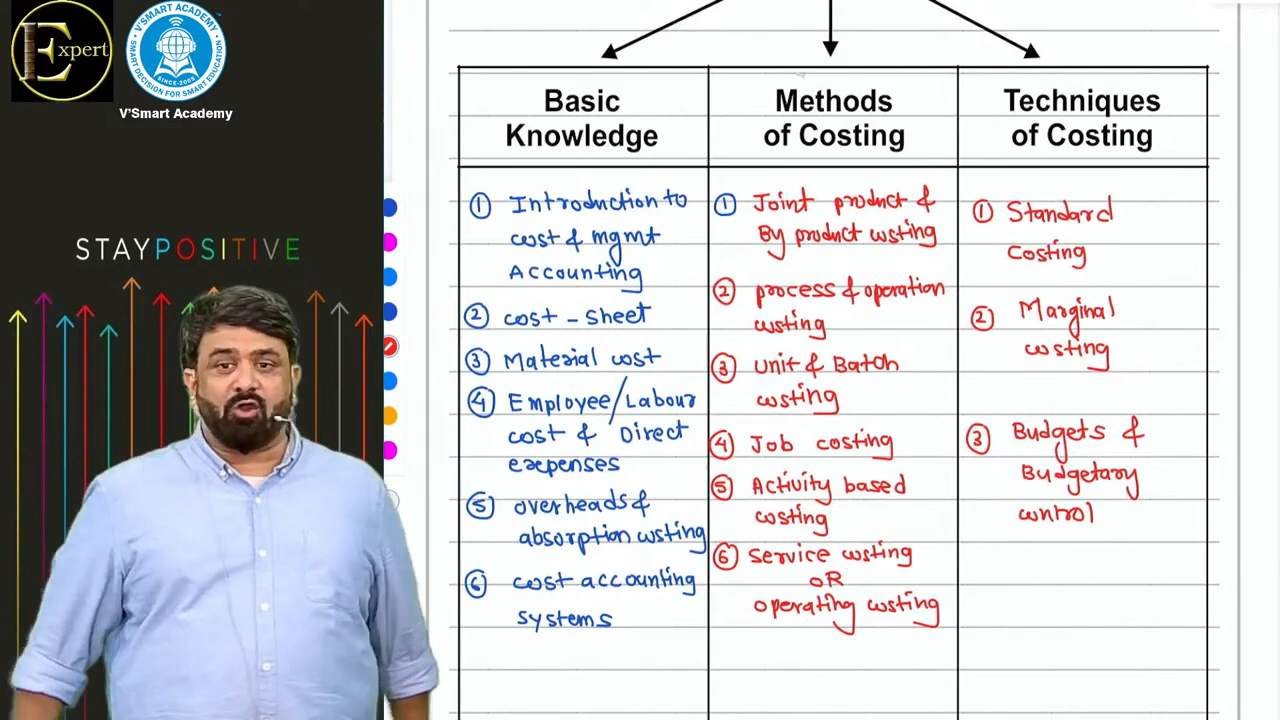 Expert
V'SMART ACADEMY
SMART DECISION FOR SMART EDUCATION
SINCE-2005
V'Smart Academy
STAYPOSITIVE
Basic
Knowledge
① Introduction to
cost & mgmt
Accounting
② cost - sheet
③ Material cost
④ Employee/Labour
cost & Direct
expenses
⑤ overheads &
absorption costing
⑥ cost accounting
systems
Methods
of Costing
① Joint product &
By product costing
② process & operation
costing
③ unit & Batch
costing
④ Job costing
⑤ Activity based
costing
⑥ service costing
OR
operating costing
Techniques
of Costing
① Standard
Costing
② Marginal
costing
③ Budgets &
Budgetary
control